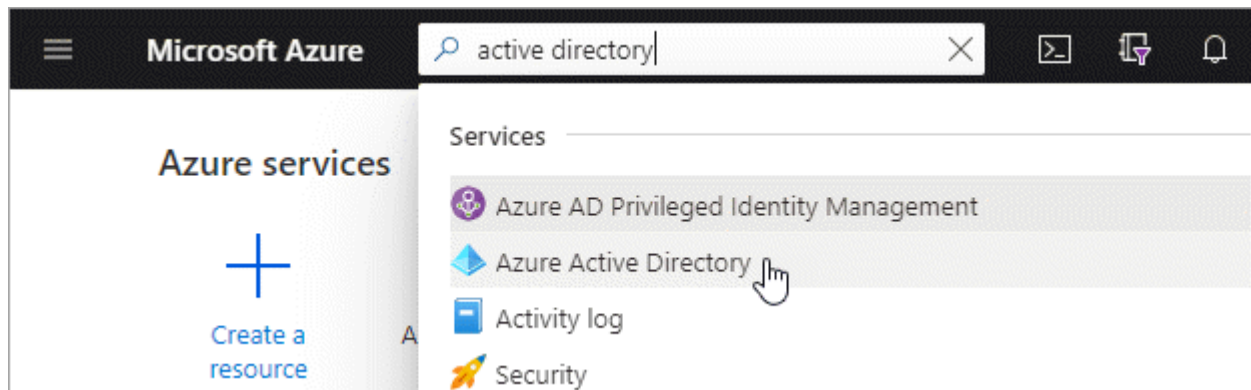 Microsoft Azure
active directory
Services
Azure services
Azure AD Privileged Identity Management
Azure Active Directory
Activity log
Create a
resource
A
Security